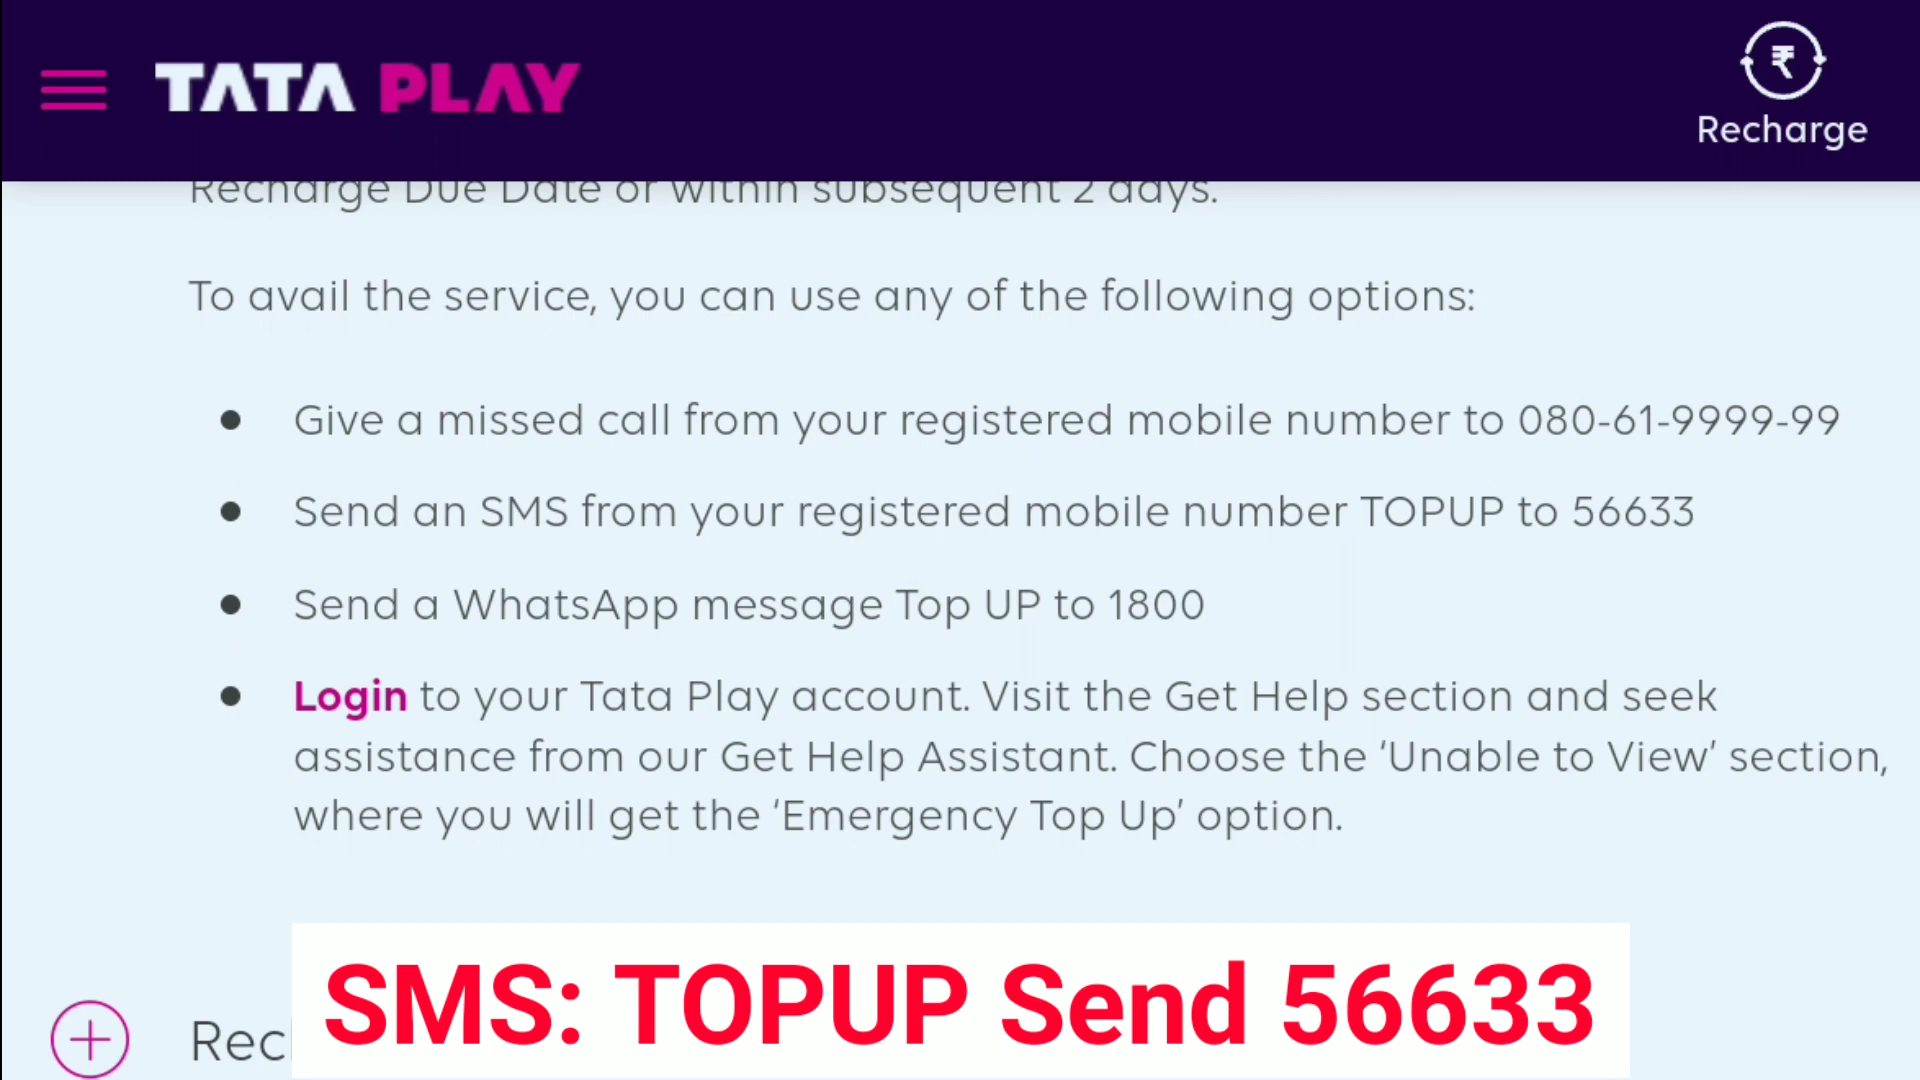 TATA PLAY
Recharge
Recharge Due Date or within subsequent 2 days.
To avail the service, you can use any of the following options:
● Give a missed call from your registered mobile number to 080-61-9999-99
● Send an SMS from your registered mobile number TOPUP to 56633
● Send a WhatsApp message Top UP to 1800
● Login to your Tata Play account. Visit the Get Help section and seek
assistance from our Get Help Assistant. Choose the ‘Unable to View’ section,
where you will get the ‘Emergency Top Up’ option.
SMS: TOPUP Send 56633
Rec